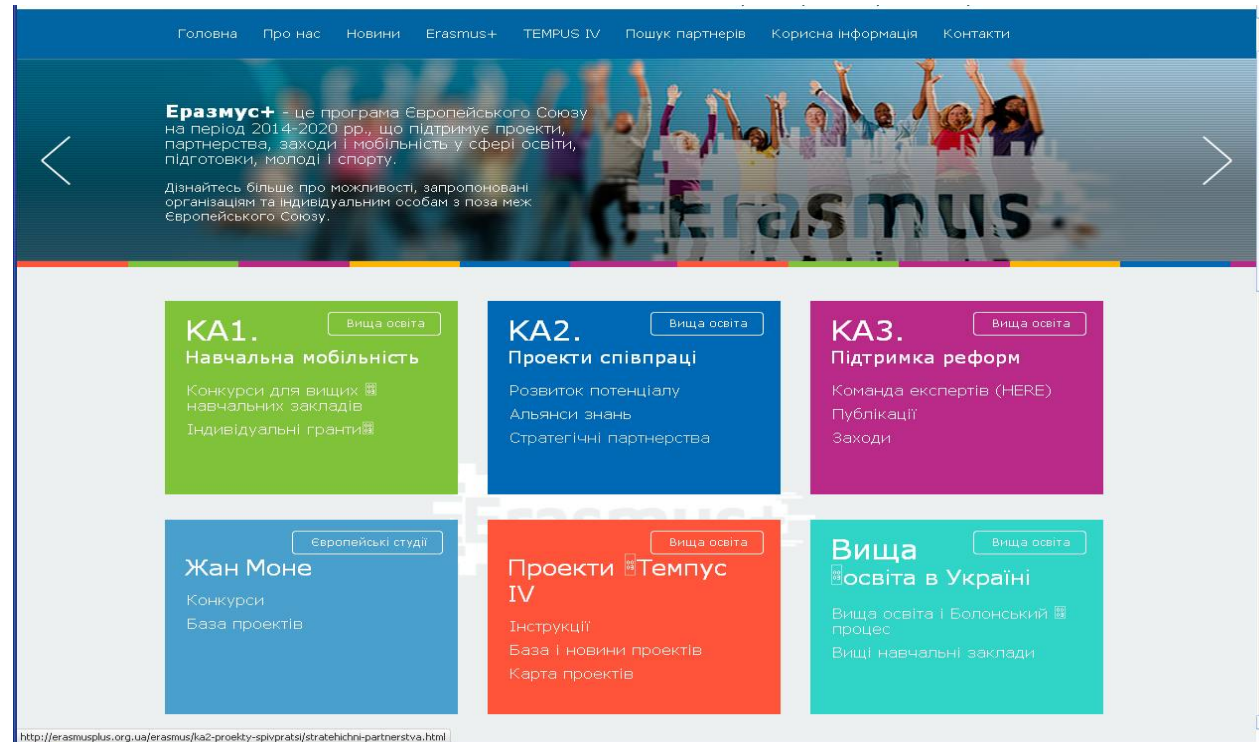 Головна Про нас Новини Erasmus+ TEMPUS IV Пошук партнерів Корисна інформація Контакти
Еразмус+ - це програма Європейського Союзу
на період 2014-2020 рр., що підтримує проекти,
партнерства, заходи і мобільність у сфері освіти,
підготовки, молоді і спорту.
Дізнайтесь більше про можливості, запропоновані
організаціям та індивідуальним особам з поза меж
Європейського Союзу.
Erasmus+
КА1.
Вища освіта
Навчальна мобільність
Конкурси для вищих
навчальних закладів
Індивідуальні гранти
КА2.
Вища освіта
Проекти співпраці
Розвиток потенціалу
Альянси знань
Стратегічні партнерства
КА3.
Вища освіта
Підтримка реформ
Команда експертів (HERE)
Публікації
Заходи
Erasmus+
Європейські студії
Жан Моне
Конкурси
База проектів
Вища освіта
Проекти Темпус
IV
Інструкції
База і новини проектів
Карта проектів
Вища
Вища освіта
освіта в Україні
Вища освіта і Болонський
процес
Вищі навчальні заклади
http://erasmusplus.org.ua/erasmus/ka2-proekty-spivpratsi/stratehichni-partnerstva.html